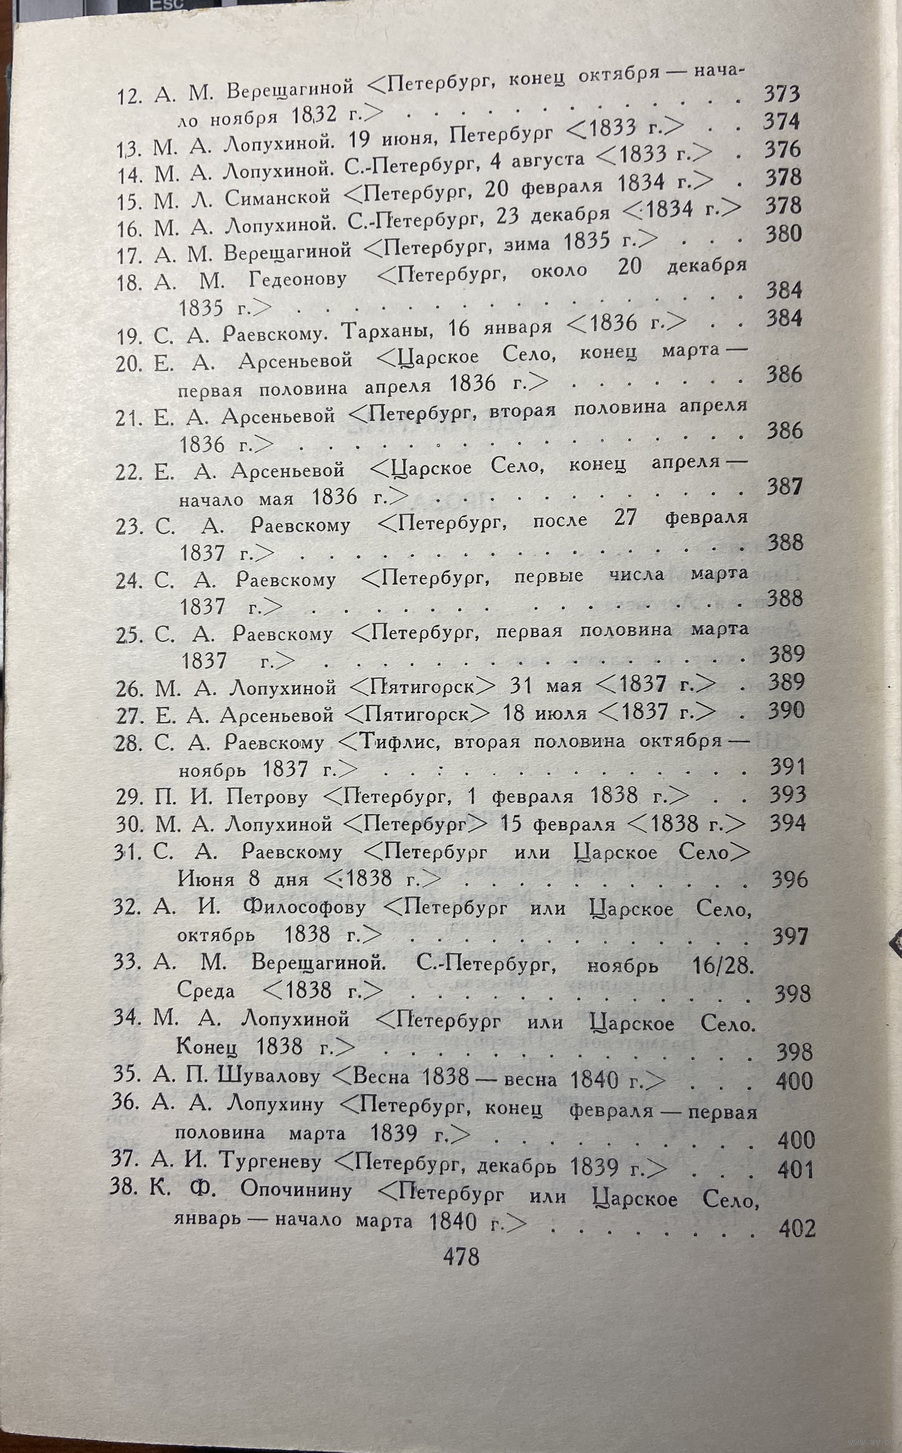 Esc
12. А. М. Верещагиной <Петербург, конец октября — нача-
ло ноября 1832 г.> . . . . . . . . . . . . . 373
13. М. А. Лопухиной. 19 июня, Петербург <1833 г.> . . 374
14. М. А. Лопухиной. С.-Петербург, 4 августа <1833 г.> . 376
15. М. Л. Симанской <Петербург, 20 февраля 1834 г.> . 378
16. М. А. Лопухиной. С.-Петербург, 23 декабря <1834 г.> 378
17. А. М. Верещагиной <Петербург, зима 1835 г.> . . . 380
18. А. М. Гедеонову <Петербург, около 20 декабря
1835 г.> . . . . . . . . . . . . . . . . . 384
19. С. А. Раевскому. Тарханы, 16 января <1836 г.> . . 384
20. Е. А. Арсеньевой <Царское Село, конец марта —
первая половина апреля 1836 г.> . . . . . . . 386
21. Е. А. Арсеньевой <Петербург, вторая половина апреля
1836 г.> . . . . . . . . . . . . . . . . . 386
22. Е. А. Арсеньевой <Царское Село, конец апреля —
начало мая 1836 г.> . . . . . . . . . . . . 387
23. С. А. Раевскому <Петербург, после 27 февраля
1837 г.> . . . . . . . . . . . . . . . . . 388
24. С. А. Раевскому <Петербург, первые числа марта
1837 г.> . . . . . . . . . . . . . . . . 388
25. С. А. Раевскому <Петербург, первая половина марта
1837 г.> . . . . . . . . . . . . . . . . 389
26. М. А. Лопухиной <Пятигорск> 31 мая <1837 г.> . 389
27. Е. А. Арсеньевой <Пятигорск> 18 июля <1837 г.> . 390
28. С. А. Раевскому <Тифлис, вторая половина октября —
ноябрь 1837 г.> . . . . . . . . . . . . . . 391
29. П. И. Петрову <Петербург, 1 февраля 1838 г.> . . 393
30. М. А. Лопухиной <Петербург> 15 февраля <1838 г.> 394
31. С. А. Раевскому <Петербург или Царское Село>
Июня 8 дня <1838 г.> . . . . . . . . . . . 396
32. А. И. Философову <Петербург или Царское Село,
октябрь 1838 г.> . . . . . . . . . . . . . 397
33. А. М. Верещагиной. С.-Петербург, ноябрь 16/28.
Среда <1838 г.> . . . . . . . . . . . . . 398
34. М. А. Лопухиной <Петербург или Царское Село.
Конец 1838 г.> . . . . . . . . . . . . . . 398
35. А. П. Шувалову <Весна 1838 — весна 1840 г.> . . . 400
36. А. А. Лопухину <Петербург, конец февраля — первая
половина марта 1839 г.> . . . . . . . . . . 400
37. А. И. Тургеневу <Петербург, декабрь 1839 г.> . . . 401
38. К. Ф. Опочинину <Петербург или Царское Село,
январь — начало марта 1840 г.> . . . . . . . . 402
478